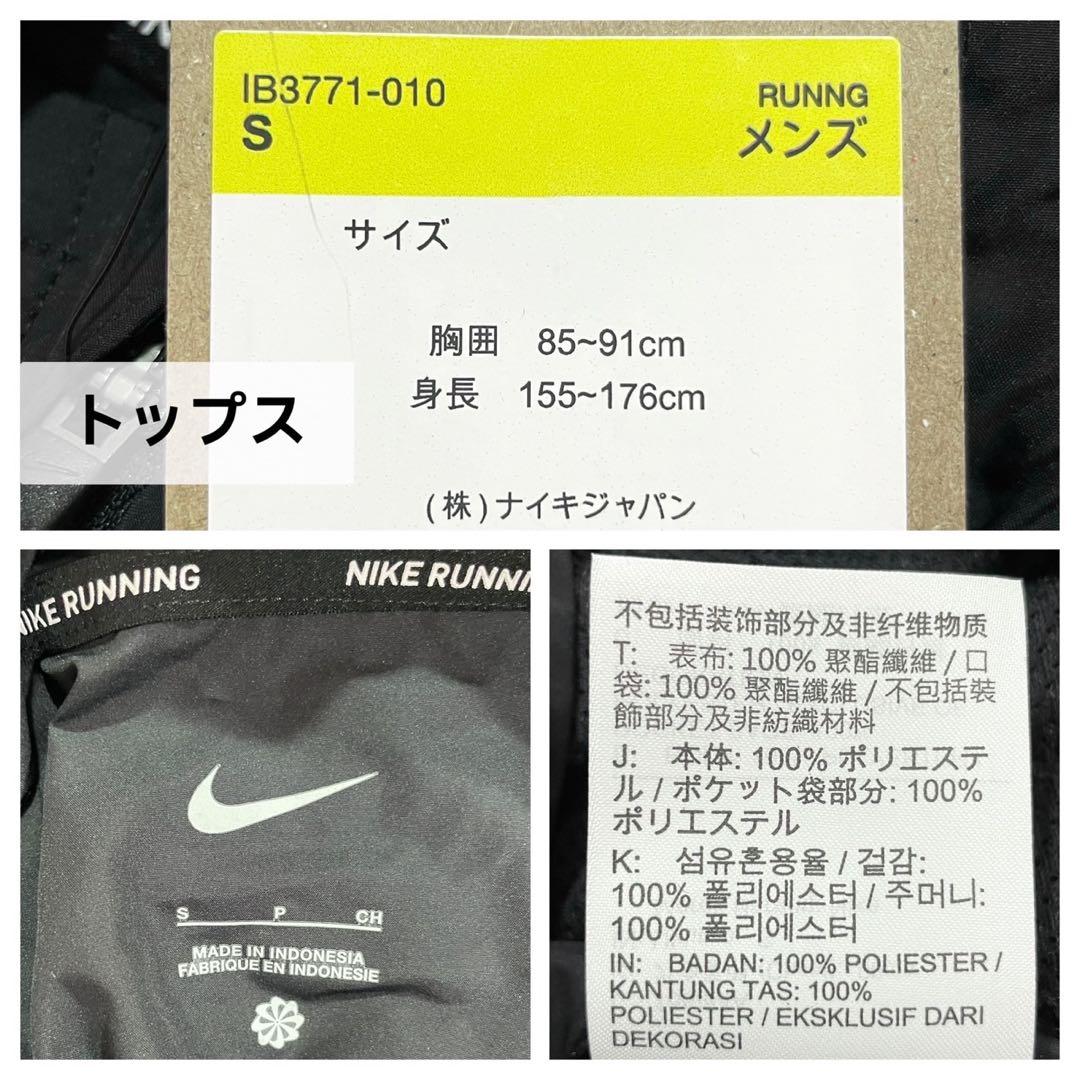 IB3771-010
S
RUNNG
メンズ
サイズ
胸囲 85~91cm
身長 155~176cm
(株)ナイキジャパン
トップス
NIKE RUNNING
NIKE RUNNI
S P CH
MADE IN INDONESIA
FABRIQUE EN INDONESIE
不包括装饰部分及非纤维物质
T: 表布: 100% 聚酯纖維 / 口
袋: 100% 聚酯纖維 / 不包括裝
飾部分及非紡織材料
J: 本体: 100% ポリエステ
ル / ポケット袋部分: 100%
ポリエステル
K: 섬유혼용율 / 겉감:
100% 폴리에스터 / 주머니:
100% 폴리에스터
IN: BADAN: 100% POLIESTER /
KANTUNG TAS: 100%
POLIESTER / EKSKLUSIF DARI
DEKORASI